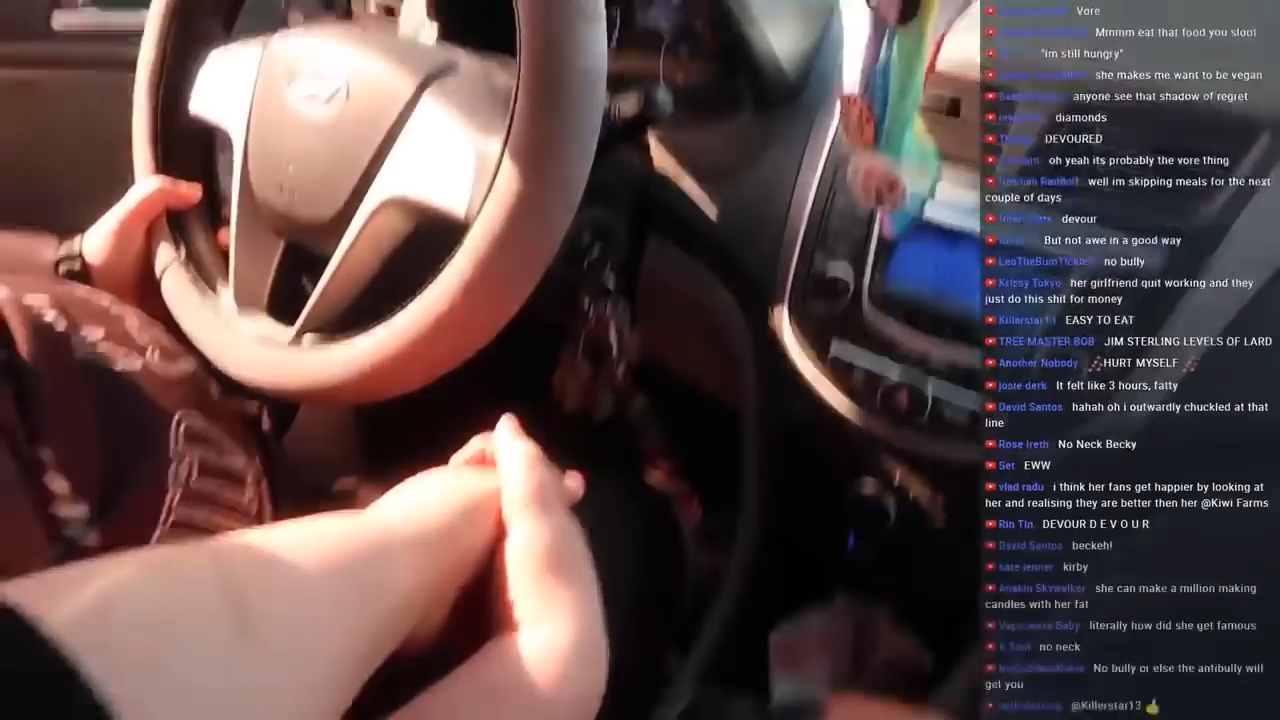 Vore
Mmmm eat that food you sloot
"im still hungry"
she makes me want to be vegan
anyone see that shadow of regret
diamonds
DEVOURED
oh yeah its probably the vore thing
well im skipping meals for the next
couple of days
devour
But not awe in a good way
LeoTheBumTickler no bully
Krissy Tokyo her girlfriend quit working and they
just do this shit for money
Killerstar13 EASY TO EAT
TREE MASTER BOB JIM STERLING LEVELS OF LARD
Another Nobody HURT MYSELF
josie derk It felt like 3 hours, fatty
David Santos hahah oh i outwardly chuckled at that
line
Rose Ireth No Neck Becky
Set EWW
vlad radu i think her fans get happier by looking at
her and realising they are better then her @Kiwi Farms
Rin Tin DEVOUR D E V O U R
David Santos beckeh!
kate jenner kirby
Anakin Skywalker she can make a million making
candles with her fat
Vaporwave Baby literally how did she get famous
K Soul no neck
No bully or else the antibully will
get you
@Killerstar13 👍